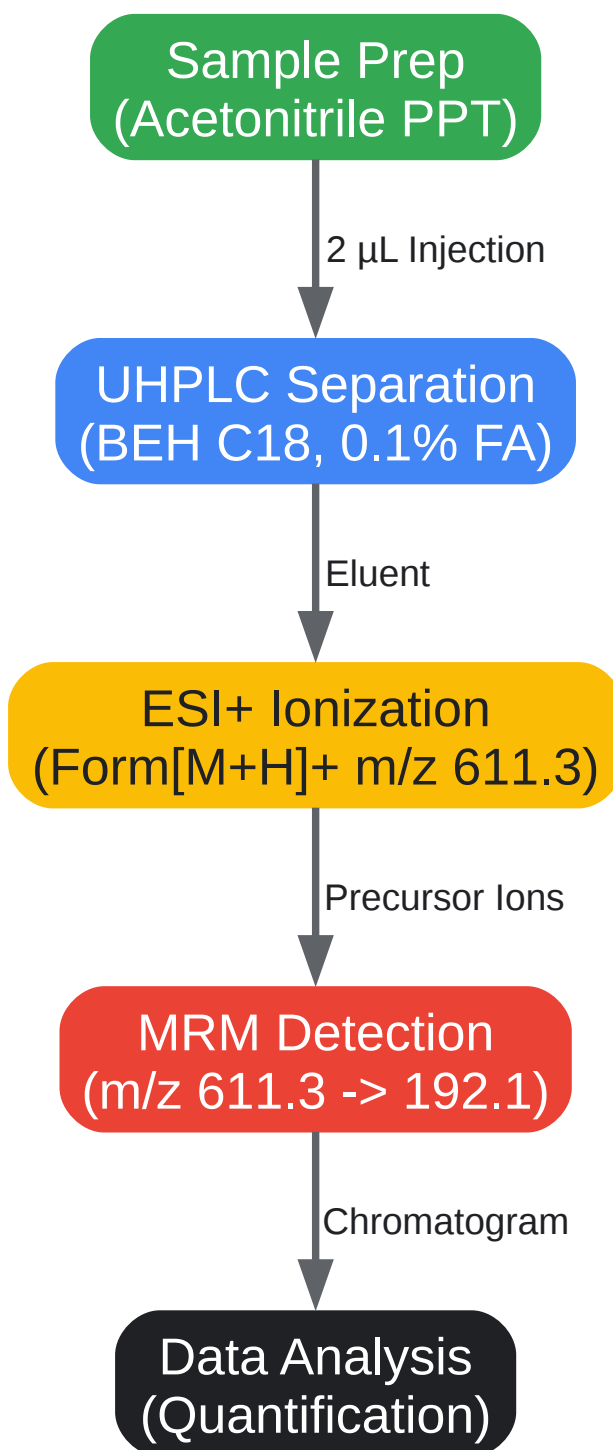 Sample Prep
(Acetonitrile PPT)
2 µL Injection
UHPLC Separation
(BEH C18, 0.1% FA)
Eluent
ESI+ Ionization
(Form[M+H]+ m/z 611.3)
Precursor Ions
MRM Detection
(m/z 611.3 -> 192.1)
Chromatogram
Data Analysis
(Quantification)